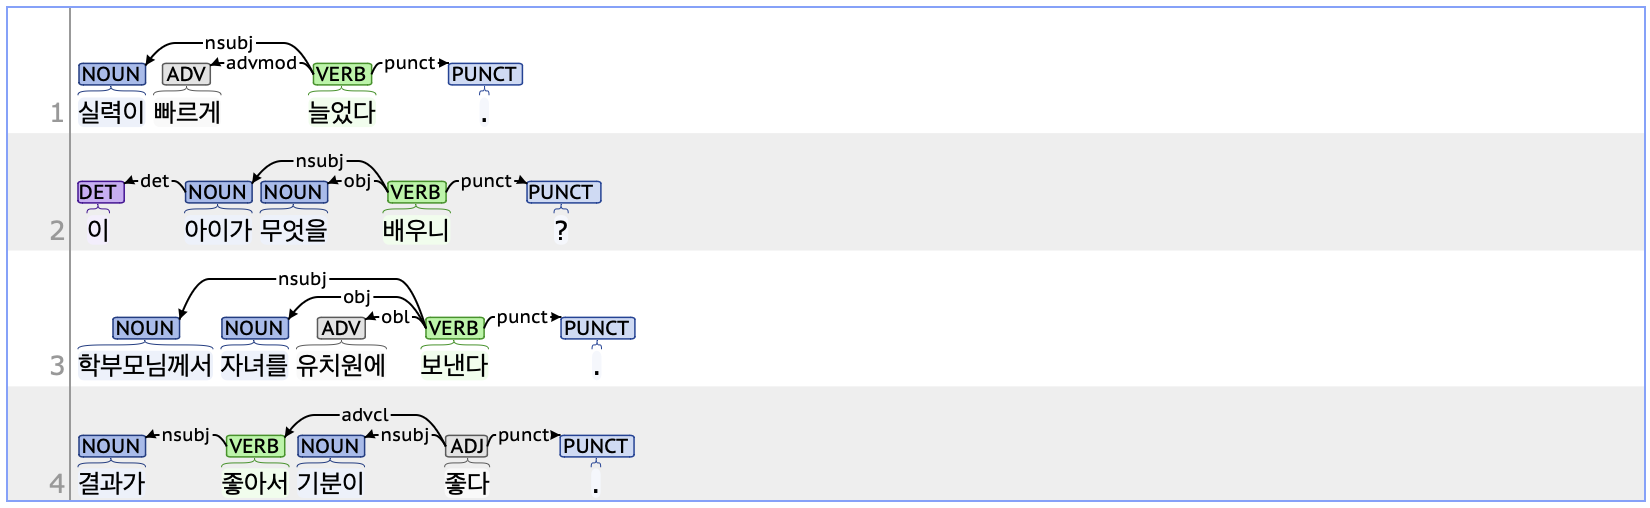 nsubj
advmod punct
NOUN ADV VERB PUNCT
1 실력이 빠르게 늘었다 .
nsubj
det obj punct
DET NOUN NOUN VERB PUNCT
2 이 아이가 무엇을 배우니 ?
nsubj
obj
obl punct
NOUN NOUN ADV VERB PUNCT
3 학부모님께서 자녀를 유치원에 보낸다 .
advcl
nsubj nsubj punct
NOUN VERB NOUN ADJ PUNCT
4 결과가 좋아서 기분이 좋다 .